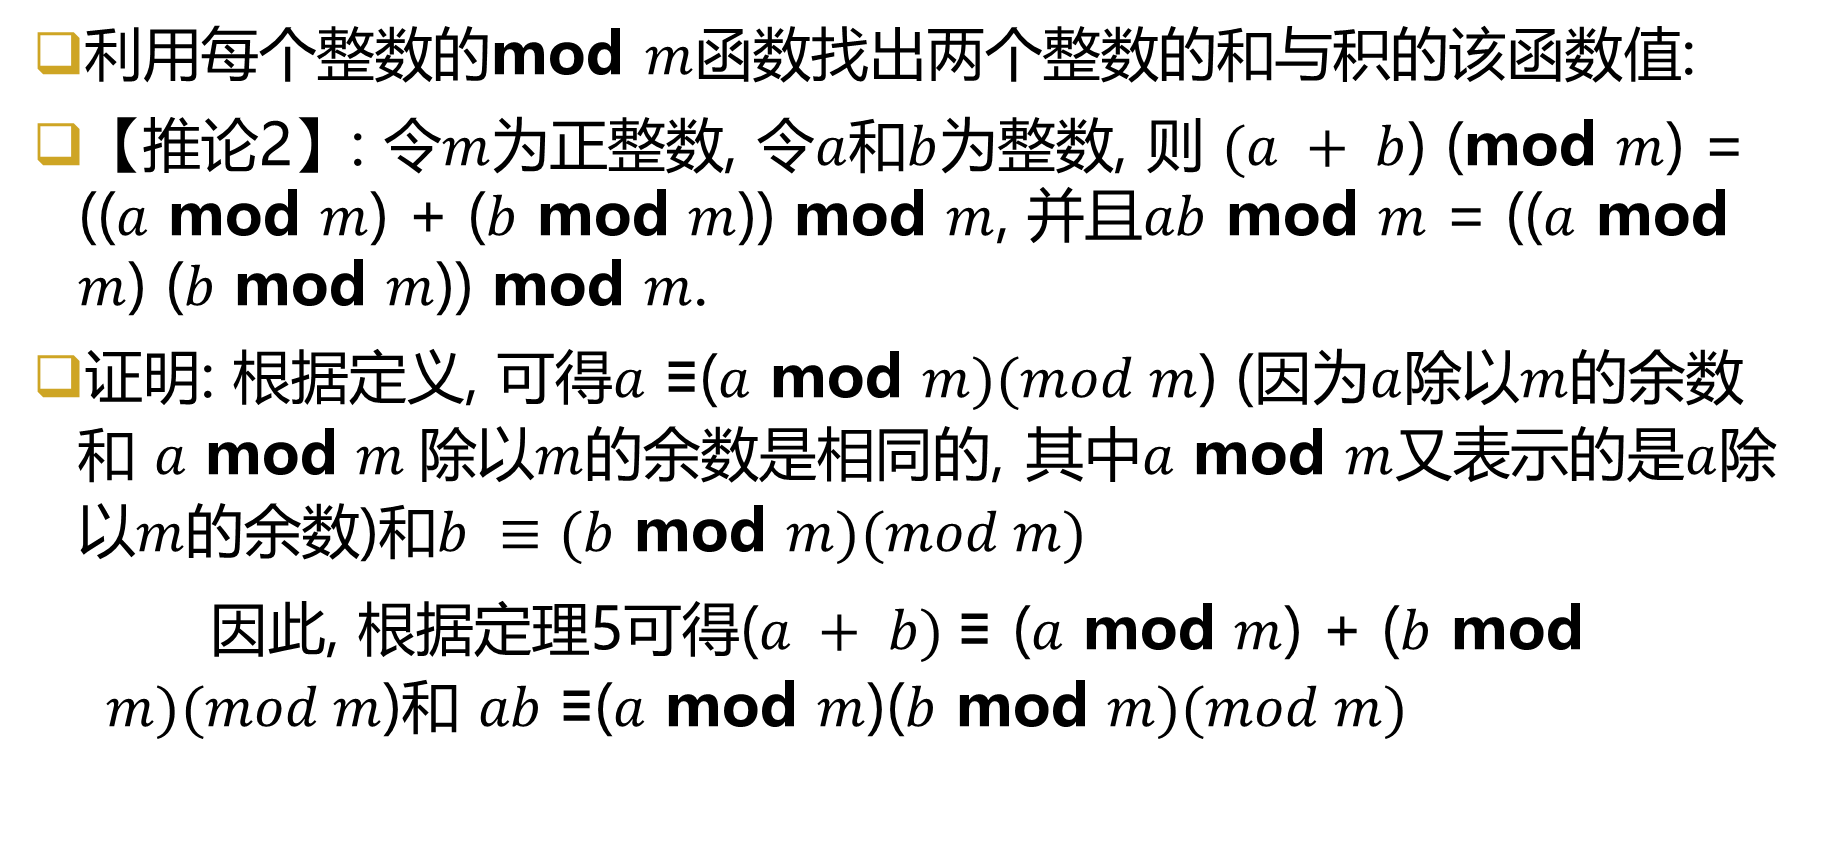 利用每个整数的mod m函数找出两个整数的和与积的该函数值:
【推论2】: 令m为正整数, 令a和b为整数, 则 (a + b) (mod m) =
((a mod m) + (b mod m)) mod m, 并且ab mod m = ((a mod
m) (b mod m)) mod m.
证明: 根据定义, 可得a ≡(a mod m)(mod m) (因为a除以m的余数
和 a mod m 除以m的余数是相同的, 其中a mod m又表示的是a除
以m的余数)和b ≡ (b mod m)(mod m)
因此, 根据定理5可得(a + b) ≡ (a mod m) + (b mod
m)(mod m)和 ab ≡(a mod m)(b mod m)(mod m)